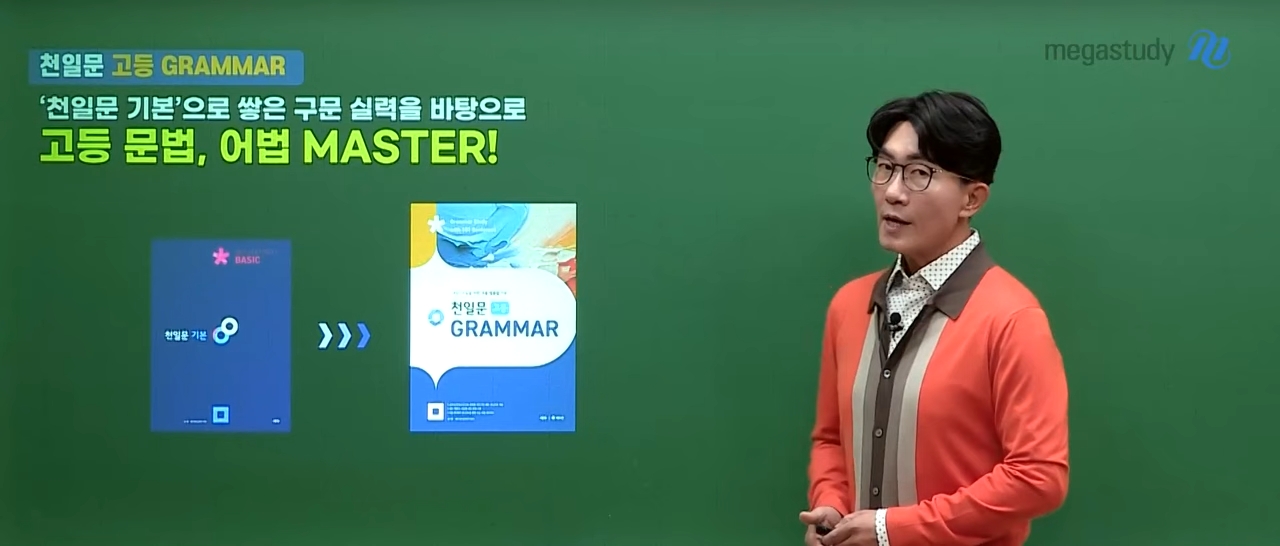 천일문 고등 GRAMMAR
'천일문 기본'으로 쌓은 구문 실력을 바탕으로
고등 문법, 어법 MASTER!
megastudy
BASIC
천일문 기본
천일문 고등
GRAMMAR